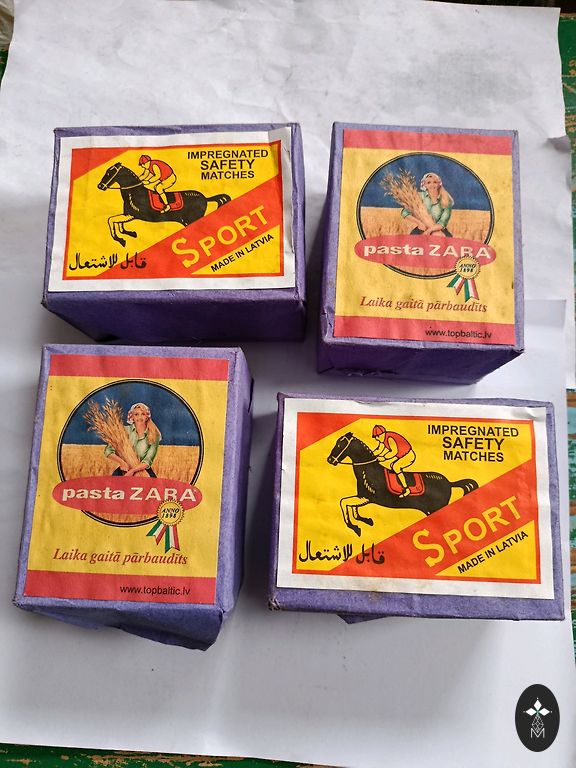 IMPREGNATED
SAFETY
MATCHES
SPORT
MADE IN LATVIA
قابل للاشتعال
pasta ZARA
ANNO
1898
Laika gaitā pārbaudīts
www.topbaltic.lv
pasta ZARA
ANNO
1898
Laika gaitā pārbaudīts
www.topbaltic.lv
IMPREGNATED
SAFETY
MATCHES
SPORT
MADE IN LATVIA
قابل للاشتعال
M